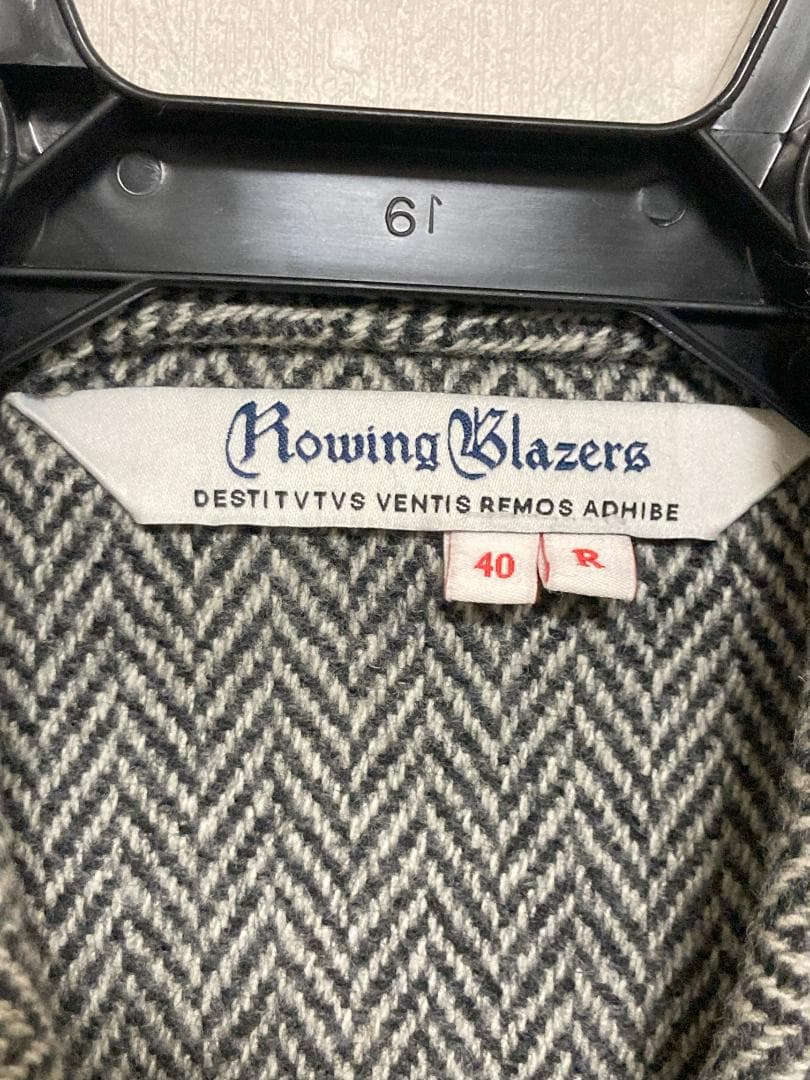 19
Rowing Blazers
DESTITVTVS VENTIS REMOS ADHIBE
40 R